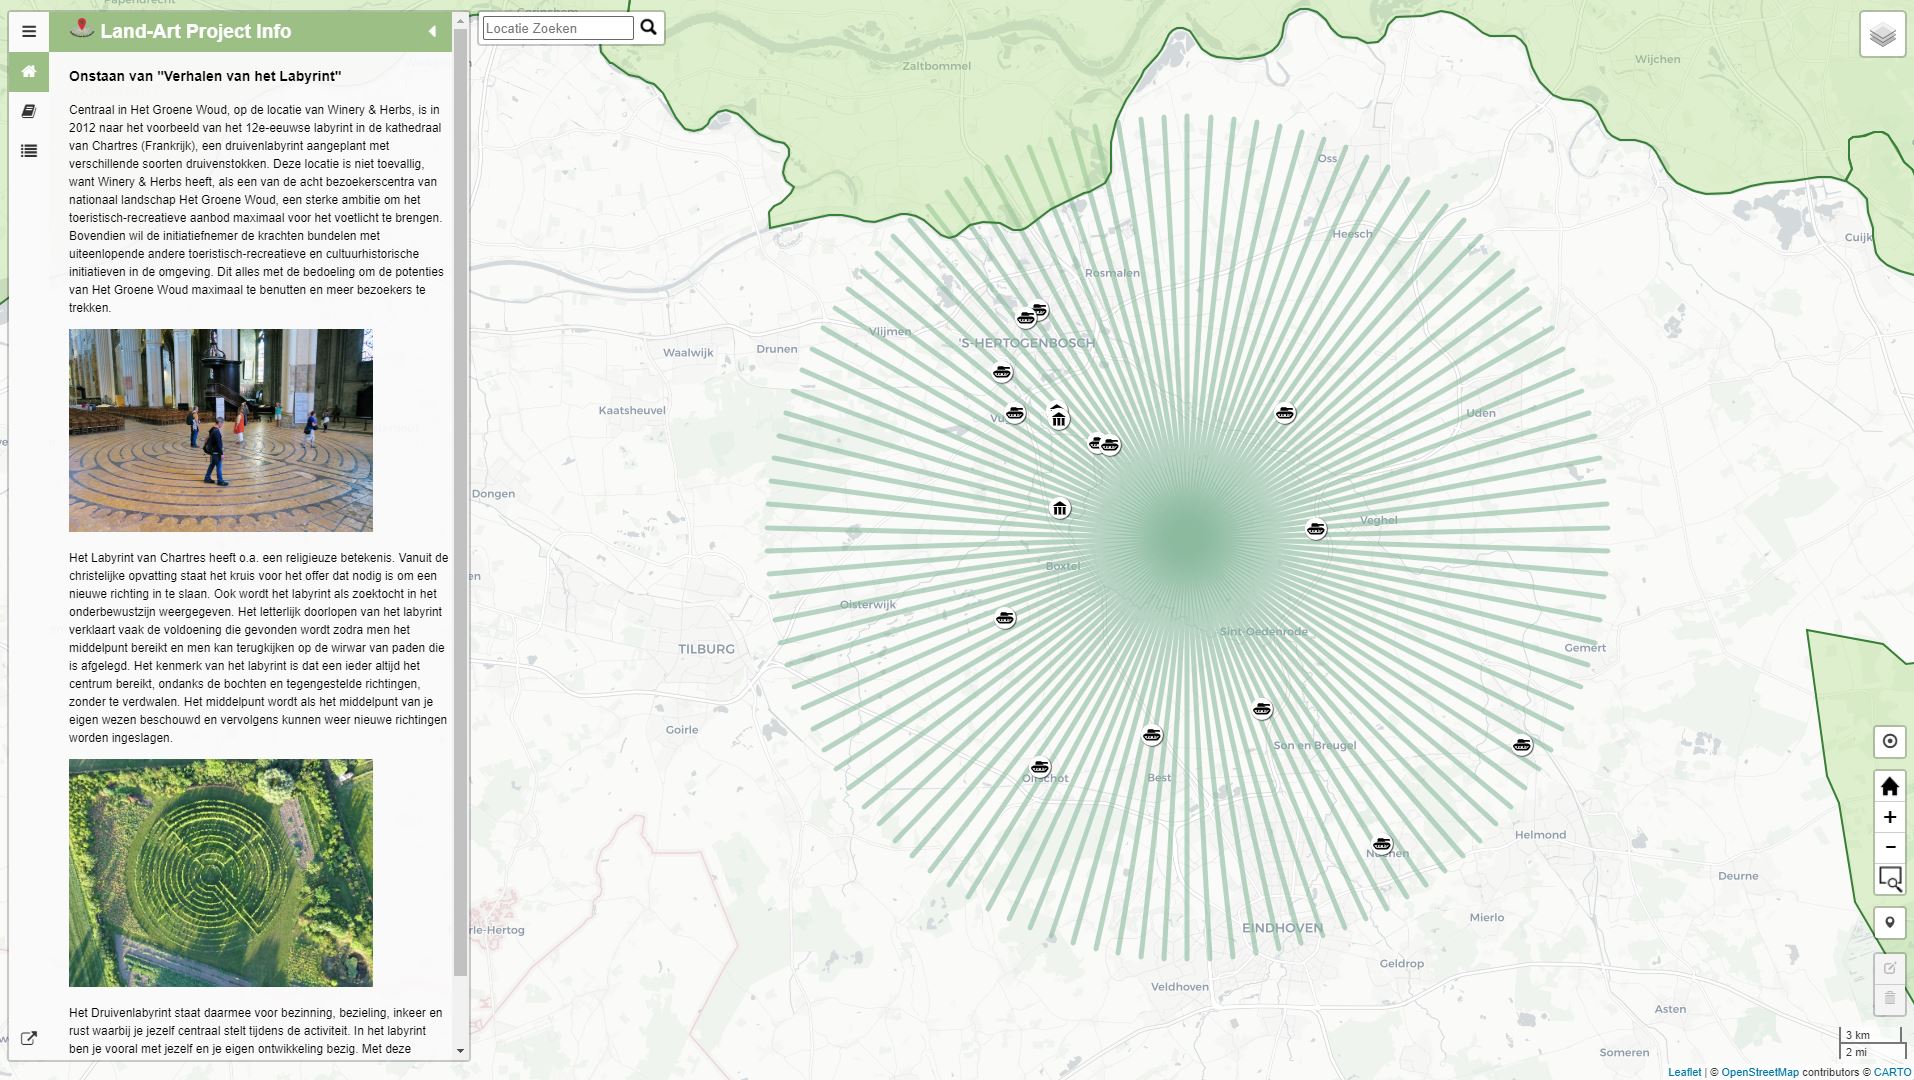 Land-Art Project Info
Onstaan van "Verhalen van het Labyrint"
Centraal in Het Groene Woud, op de locatie van Winery & Herbs, is in
2012 naar het voorbeeld van het 12e-eeuwse labyrint in de kathedraal
van Chartres (Frankrijk), een druivenlabyrint aangeplant met
verschillende soorten druivenstokken. Deze locatie is niet toevallig,
want Winery & Herbs heeft, als een van de acht bezoekerscentra van
nationaal landschap Het Groene Woud, een sterke ambitie om het
toeristisch-recreatieve aanbod maximaal voor het voetlicht te brengen.
Bovendien wil de initiatiefnemer de krachten bundelen met
uiteenlopende andere toeristisch-recreatieve en cultuurhistorische
initiatieven in de omgeving. Dit alles met de bedoeling om de potenties
van Het Groene Woud maximaal te benutten en meer bezoekers te
trekken.
Het Labyrint van Chartres heeft o.a. een religieuze betekenis. Vanuit de
christelijke opvatting staat het kruis voor het offer dat nodig is om een
nieuwe richting in te slaan. Ook wordt het labyrint als zoektocht in het
onderbewustzijn weergegeven. Het letterlijk doorlopen van het labyrint
verklaart vaak de voldoening die gevonden wordt zodra men het
middelpunt bereikt en men kan terugkijken op de wirwar van paden die
is afgelegd. Het kenmerk van het labyrint is dat een ieder altijd het
centrum bereikt, ondanks de bochten en tegengestelde richtingen,
zonder te verdwalen. Het middelpunt wordt als het middelpunt van je
eigen wezen beschouwd en vervolgens kunnen weer nieuwe richtingen
worden ingeslagen.
Het Druivenlabyrint staat daarmee voor bezinning, bezieling, inkeer en
rust waarbij je jezelf centraal stelt tijdens de activiteit. In het labyrint
ben je vooral met jezelf en je eigen ontwikkeling bezig. Met deze
Locatie Zoeken
Zaltbommel
Wijchen
Oss
Heesch
Cuijk
Rosmalen
Vlijmen
'S-HERTOGENBOSCH
Waalwijk
Drunen
Kaatsheuvel
Uden
Dongen
Veghel
Boxtel
Oisterwijk
Sint-Oedenrode
TILBURG
Gemert
Goirle
Son en Breugel
Best
Helmond
Deurne
Mierlo
EINDHOVEN
rle-Hertog
Geldrop
Veldhoven
Asten
Someren
+
−
3 km
2 mi
Leaflet | © OpenStreetMap contributors © CARTO